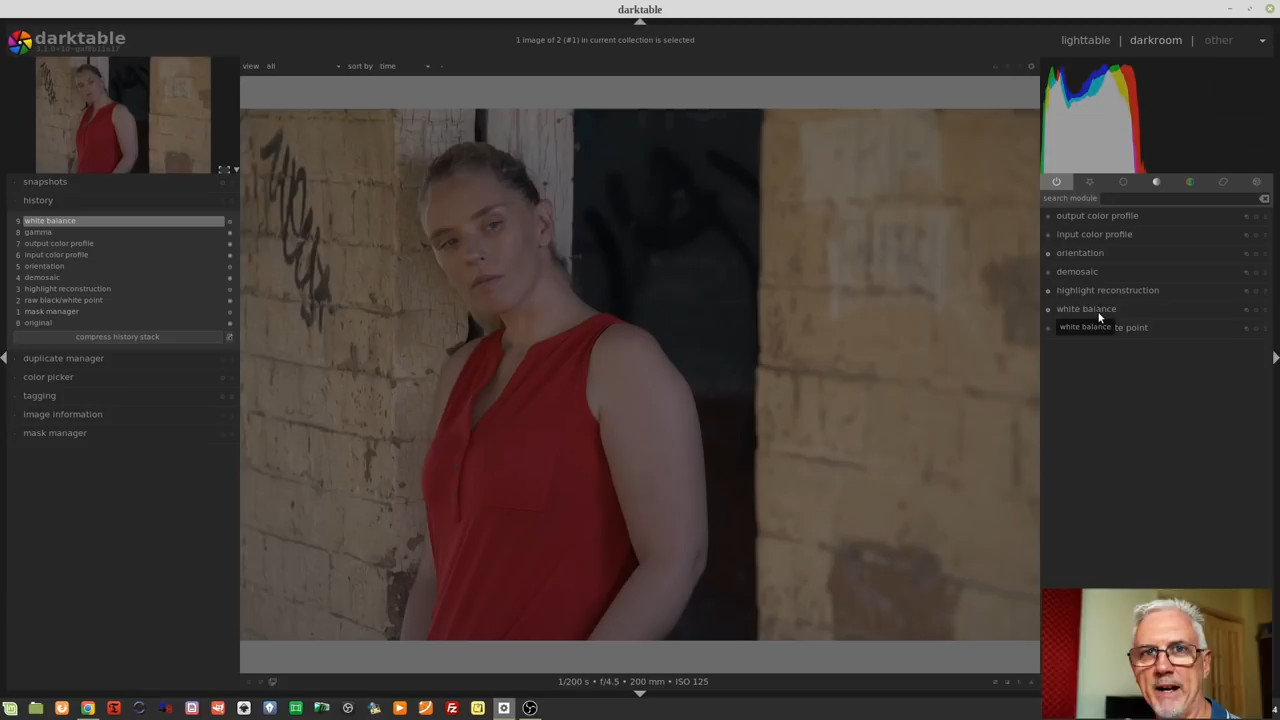 darktable
darktable
1 image of 2 (#1) in current collection is selected
lighttable | darkroom | other
view all sort by time
snapshots
history
9 white balance
8 gamma
7 output color profile
6 input color profile
5 orientation
4 demosaic
3 highlight reconstruction
2 raw black/white point
1 mask manager
0 original
compress history stack
duplicate manager
color picker
tagging
image information
mask manager
search module
output color profile
input color profile
orientation
demosaic
highlight reconstruction
white balance
white balance te point
1/200 s • f/4.5 • 200 mm • ISO 125